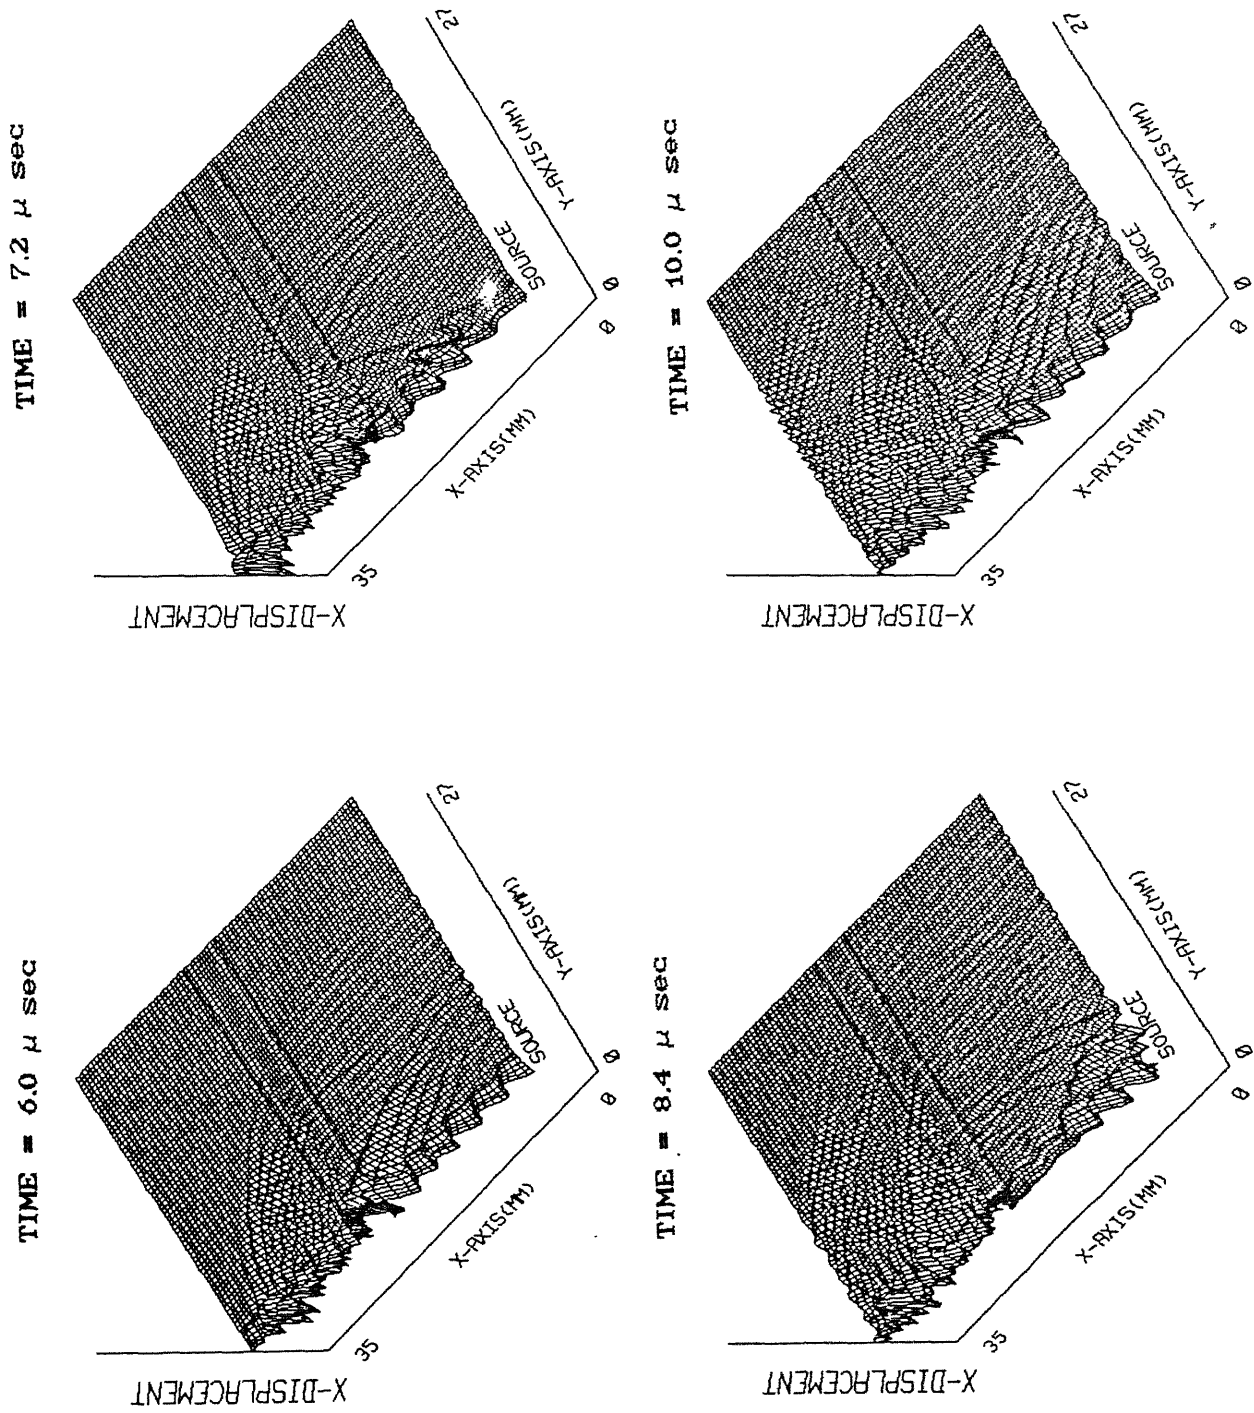 TIME = 6.0 μ sec
X-DISPLACEMENT
35
X-AXIS(MM)
0
0
SOURCE
Y-AXIS(MM)
27
TIME = 7.2 μ sec
X-DISPLACEMENT
35
X-AXIS(MM)
0
0
SOURCE
Y-AXIS(MM)
27
TIME = 8.4 μ sec
X-DISPLACEMENT
35
X-AXIS(MM)
0
0
SOURCE
Y-AXIS(MM)
27
TIME = 10.0 μ sec
X-DISPLACEMENT
35
X-AXIS(MM)
0
0
SOURCE
Y-AXIS(MM)
27